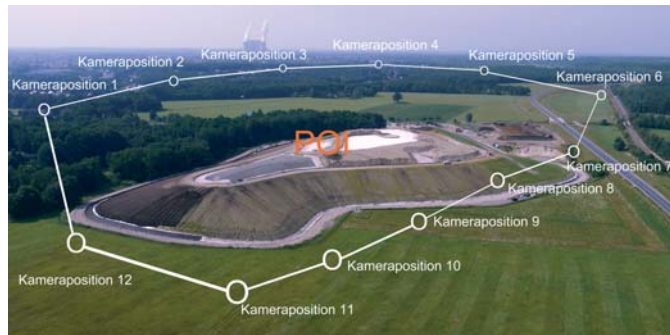 Kameraposition 1
Kameraposition 2
Kameraposition 3
Kameraposition 4
Kameraposition 5
Kameraposition 6
POI
Kameraposition 7
Kameraposition 8
Kameraposition 9
Kameraposition 10
Kameraposition 11
Kameraposition 12